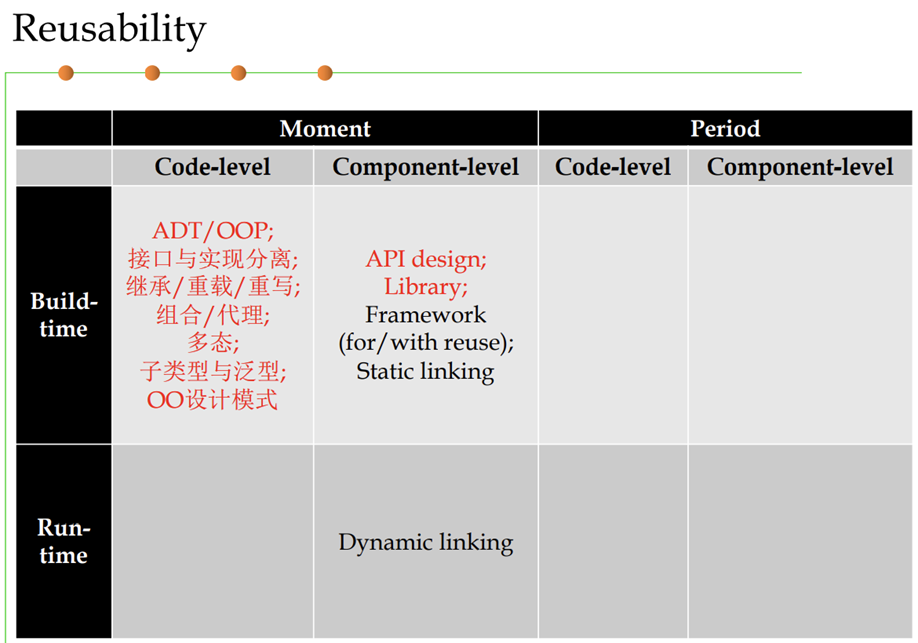 Reusability
Moment
Period
Code-level
Component-level
Code-level
Component-level
Build-
time
ADT/OOP;
接口与实现分离;
继承/重载/重写;
组合/代理;
多态;
子类型与泛型;
OO设计模式
API design;
Library;
Framework
(for/with reuse);
Static linking
Run-
time
Dynamic linking